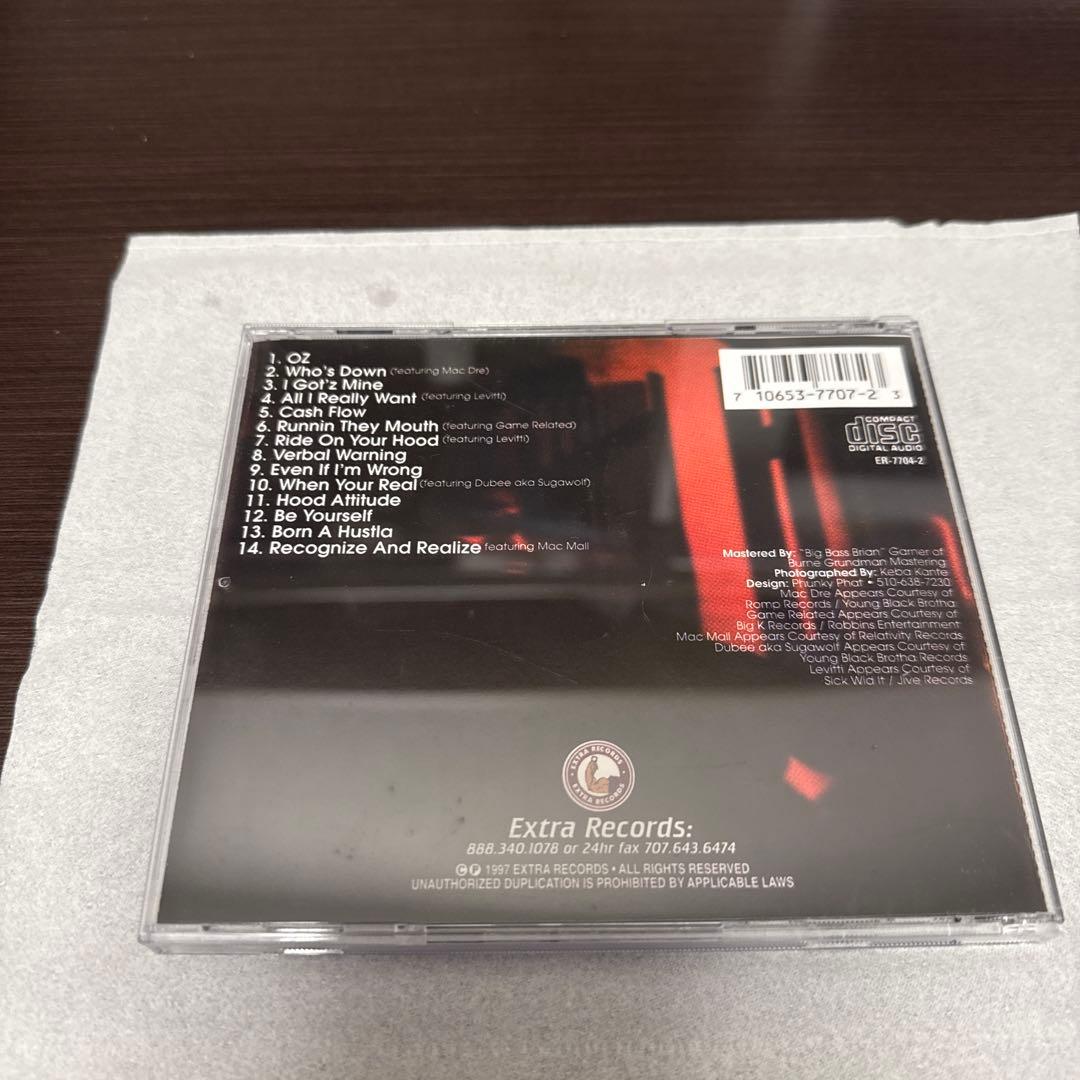 1. OZ
2. Who's Down (featuring Mac Dre)
3. I Got'z Mine
4. All I Really Want (featuring Levitti)
5. Cash Flow
6. Runnin They Mouth (featuring Game Related)
7. Ride On Your Hood (featuring Levitti)
8. Verbal Warning
9. Even If I'm Wrong
10. When Your Real (featuring Dubee aka Sugawolf)
11. Hood Attitude
12. Be Yourself
13. Born A Hustla
14. Recognize And Realize featuring Mac Mall
7 10653-7707-2 3
COMPACT
disc
DIGITAL AUDIO
ER-7704-2
Mastered By: "Big Bass Brian" Garner of
Burne Grundman Mastering
Photographed By: Keba Kante
Design: Phunky Phat • 510-638-7230
Mac Dre Appears Courtesy of
Romp Records / Young Black Brotha
Game Related Appears Courtesy of
Big K Records / Robbins Entertainment
Mac Mall Appears Courtesy of Relativity Records
Dubee aka Sugawolf Appears Courtesy of
Young Black Brotha Records
Levitti Appears Courtesy of
Sick Wid It / Jive Records
EXTRA RECORDS • EXTRA RECORDS •
Extra Records:
888.340.1078 or 24hr fax 707.643.6474
©℗ 1997 EXTRA RECORDS • ALL RIGHTS RESERVED
UNAUTHORIZED DUPLICATION IS PROHIBITED BY APPLICABLE LAWS